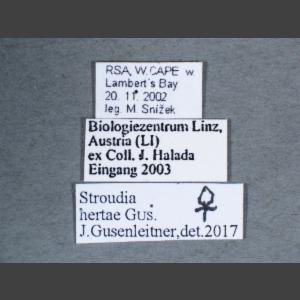 RSA, W.CAPE w
Lambert's Bay
20. 11. 2002
leg. M. Snížek
Biologiezentrum Linz,
Austria (LI)
ex Coll. J. Halada
Eingang 2003
Stroudia
hertae GUS. ♀
J.Gusenleitner,det.2017